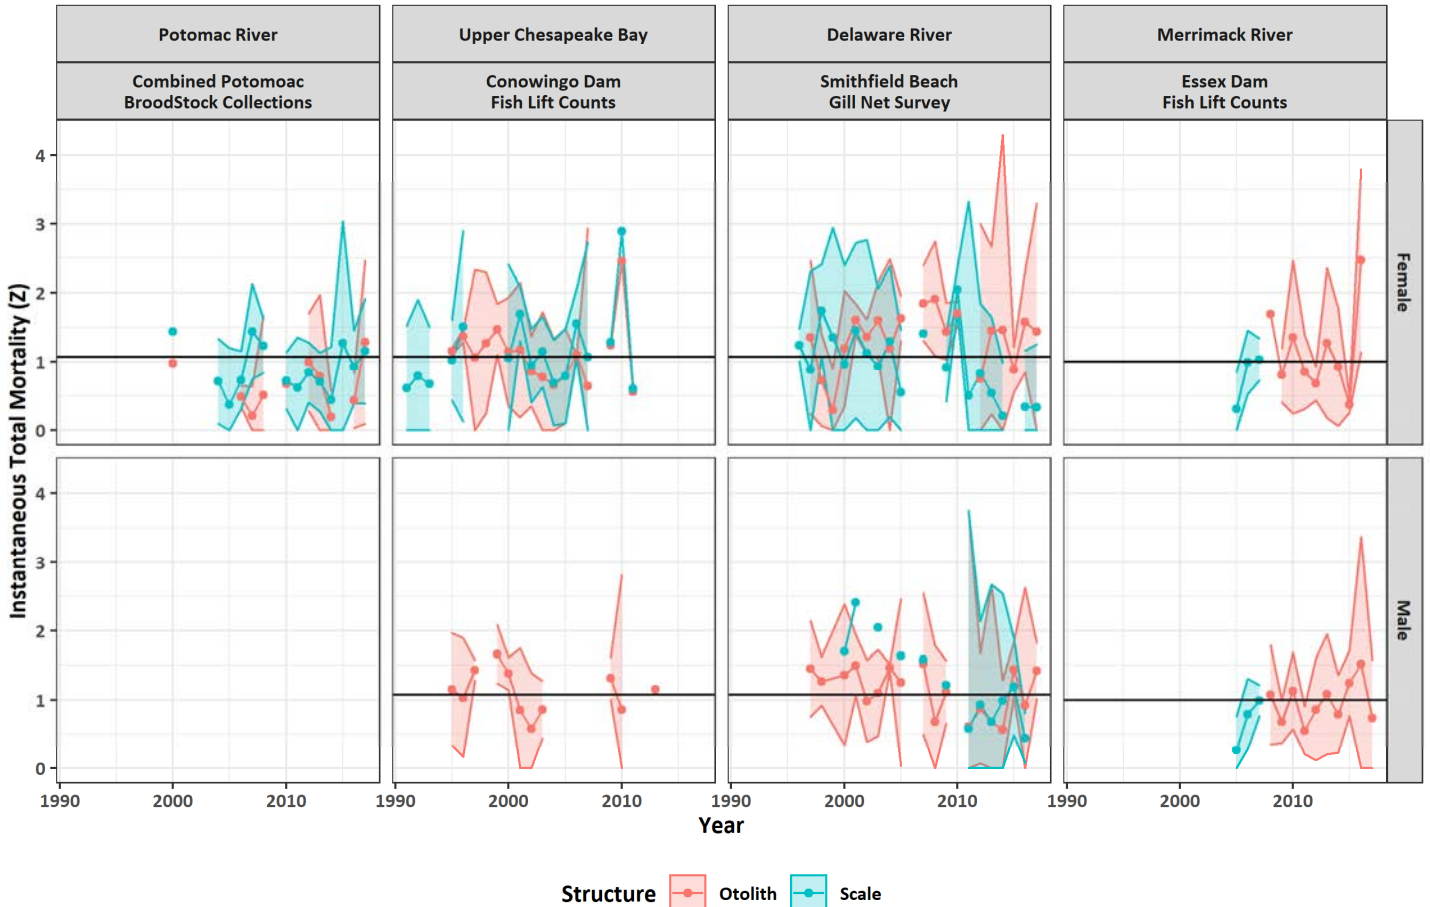 Potomac River
Upper Chesapeake Bay
Delaware River
Merrimack River
Combined Potomoac
BroodStock Collections
Conowingo Dam
Fish Lift Counts
Smithfield Beach
Gill Net Survey
Essex Dam
Fish Lift Counts
Instantaneous Total Mortality (Z)
4
3
2
1
0
Female
4
3
2
1
0
Male
1990 2000 2010
1990 2000 2010
1990 2000 2010
1990 2000 2010
Year
Structure Otolith Scale